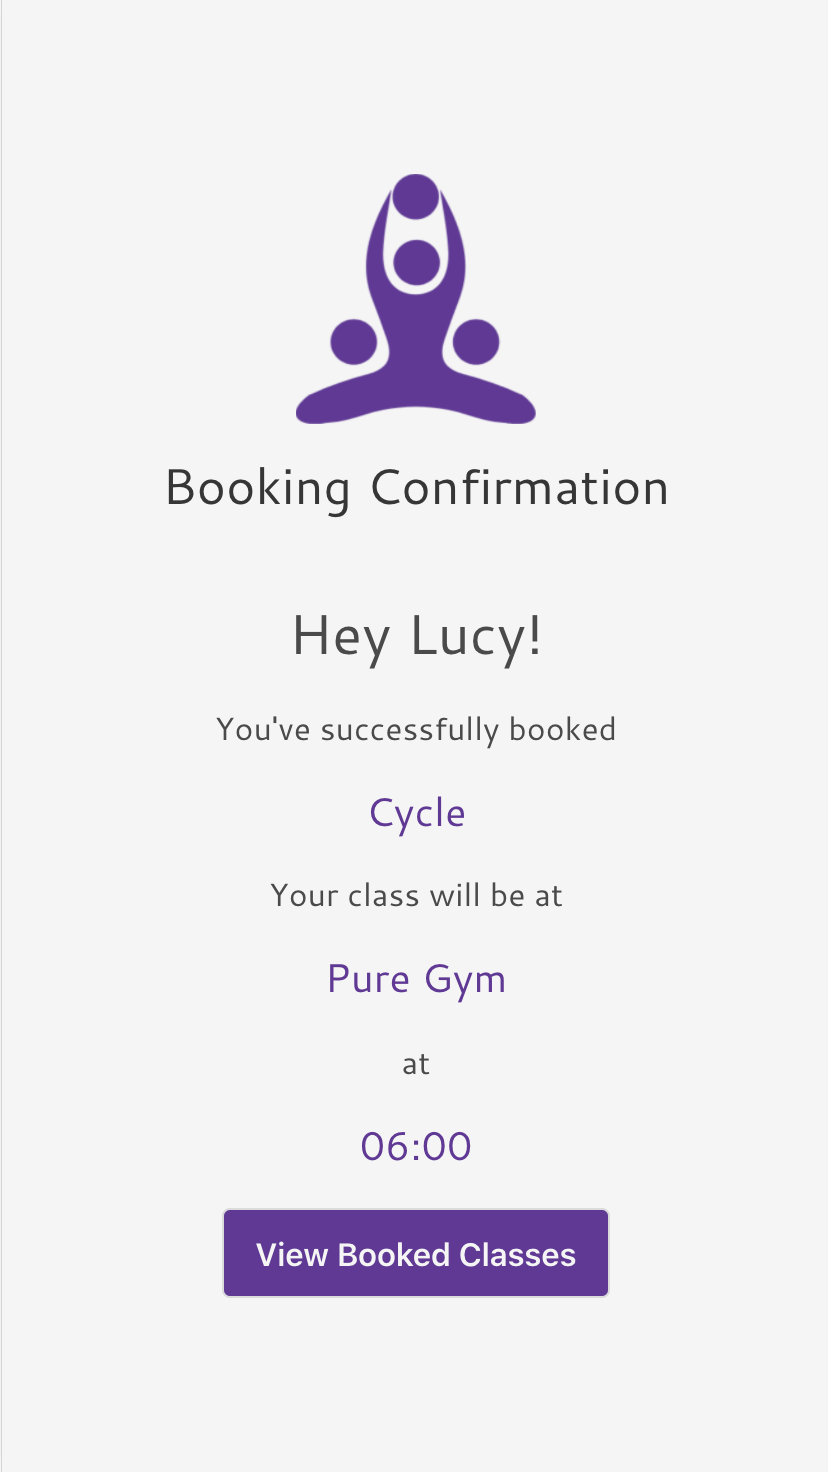 Booking Confirmation
Hey Lucy!
You've successfully booked
Cycle
Your class will be at
Pure Gym
at
06:00
View Booked Classes